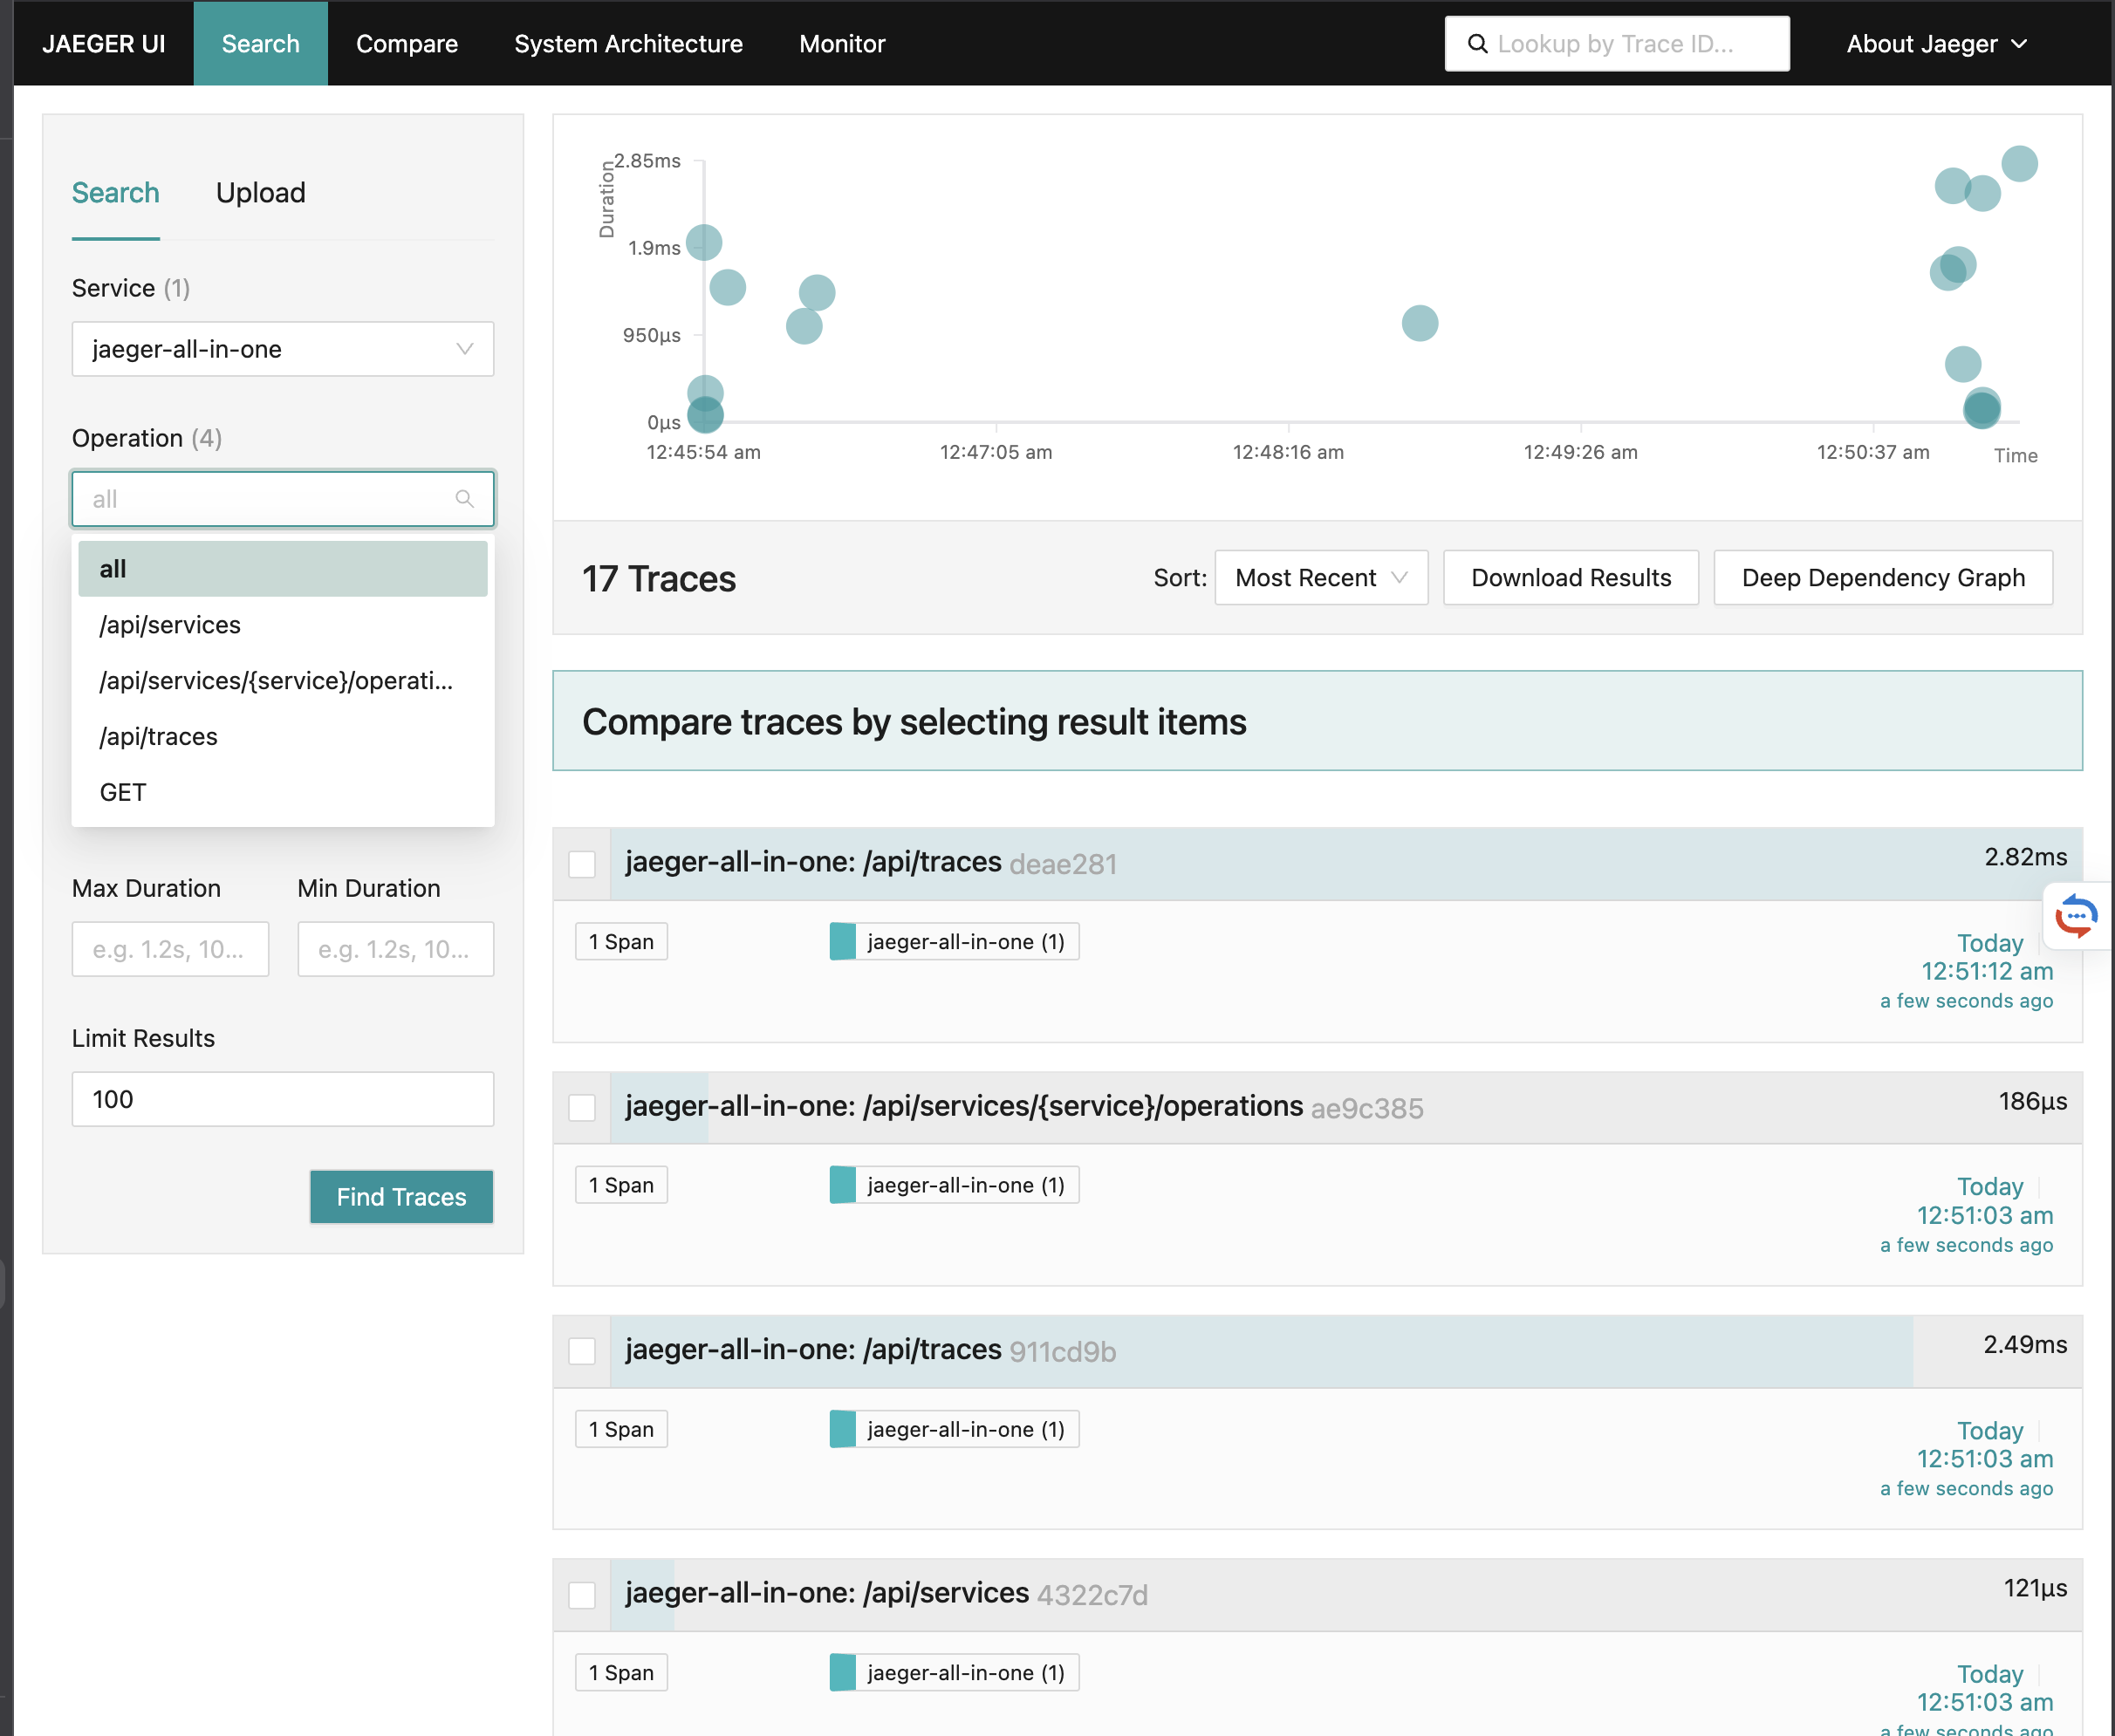 JAEGER UI Search Compare System Architecture Monitor Lookup by Trace ID... About Jaeger
Search Upload
Service (1)
jaeger-all-in-one
Operation (4)
all
all
/api/services
/api/services/{service}/operati...
/api/traces
GET
Max Duration Min Duration
e.g. 1.2s, 10... e.g. 1.2s, 10...
Limit Results
100
Find Traces
Duration
2.85ms
1.9ms
950μs
0μs
12:45:54 am 12:47:05 am 12:48:16 am 12:49:26 am 12:50:37 am Time
17 Traces Sort: Most Recent Download Results Deep Dependency Graph
Compare traces by selecting result items
jaeger-all-in-one: /api/traces deae281 2.82ms
1 Span jaeger-all-in-one (1) Today
12:51:12 am
a few seconds ago
jaeger-all-in-one: /api/services/{service}/operations ae9c385 186μs
1 Span jaeger-all-in-one (1) Today
12:51:03 am
a few seconds ago
jaeger-all-in-one: /api/traces 911cd9b 2.49ms
1 Span jaeger-all-in-one (1) Today
12:51:03 am
a few seconds ago
jaeger-all-in-one: /api/services 4322c7d 121μs
1 Span jaeger-all-in-one (1) Today
12:51:03 am
a few seconds ago